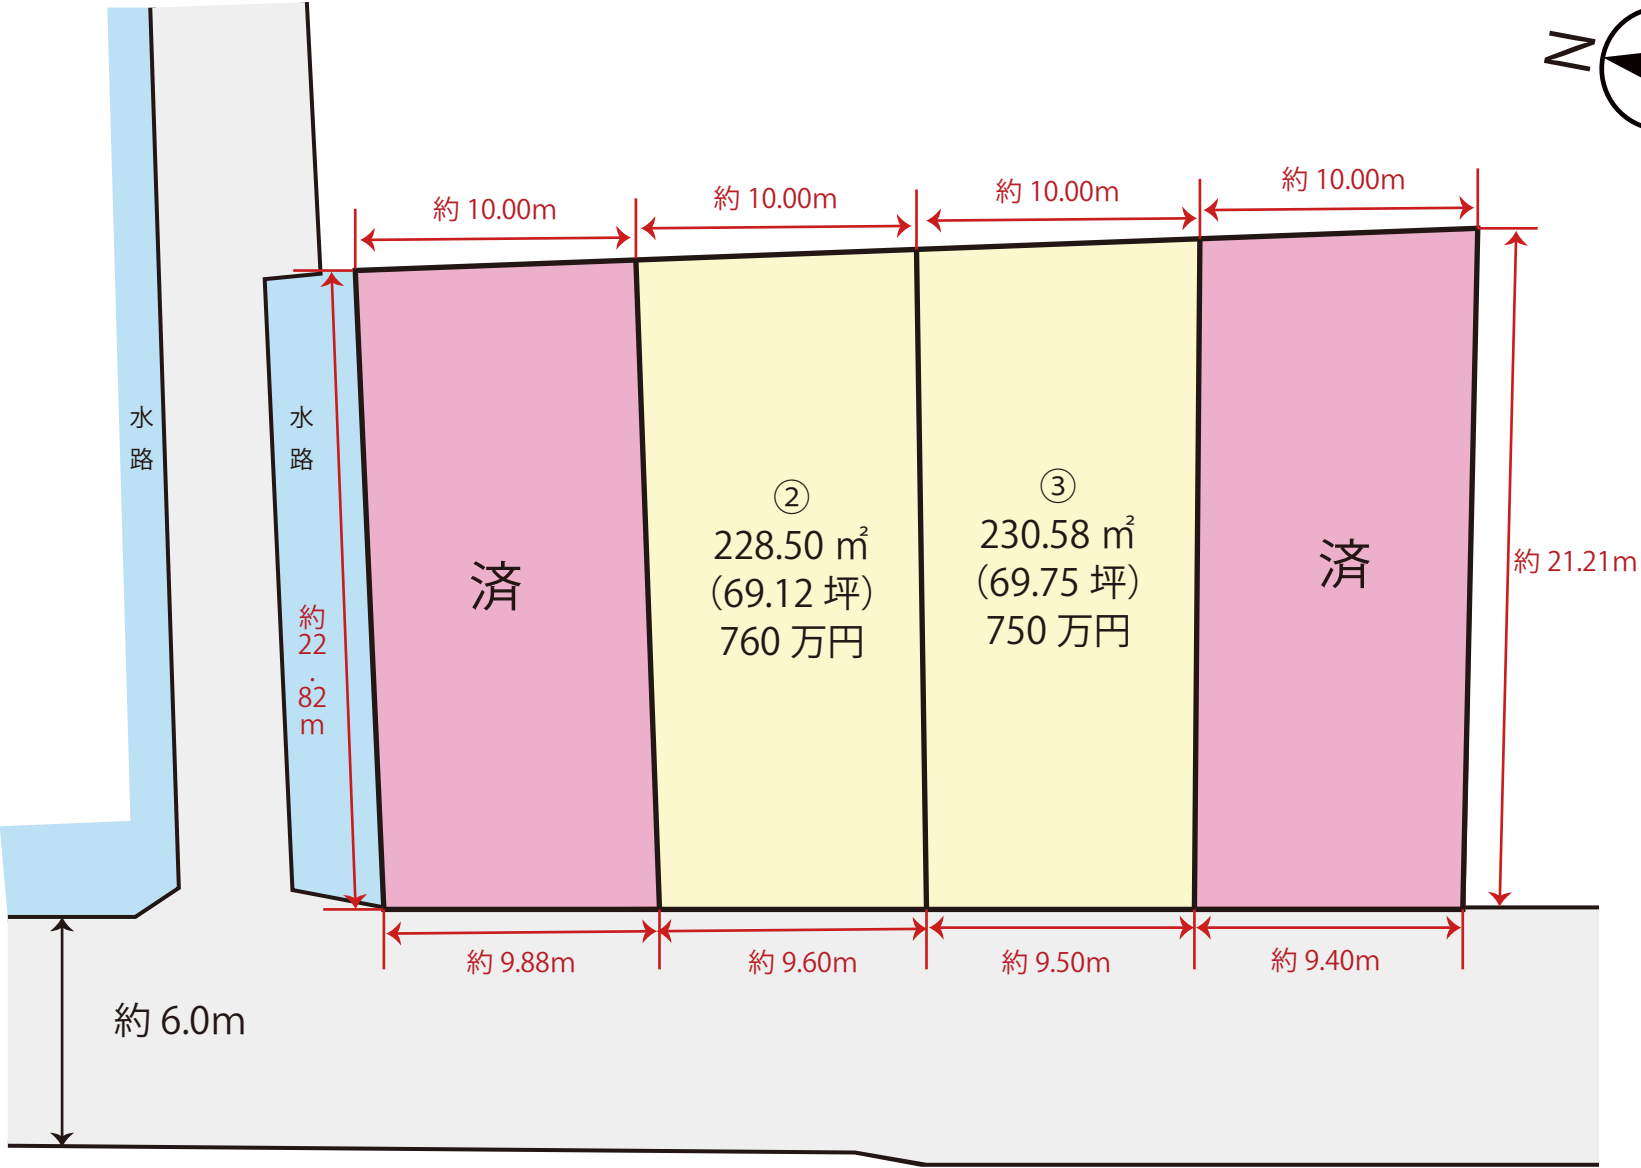 N
約 10.00m
約 10.00m
約 10.00m
約 10.00m
水路
水路
約22.82m
済
②
228.50 ㎡
（69.12 坪）
760 万円
③
230.58 ㎡
（69.75 坪）
750 万円
済
約 21.21m
約 9.88m
約 9.60m
約 9.50m
約 9.40m
約 6.0m